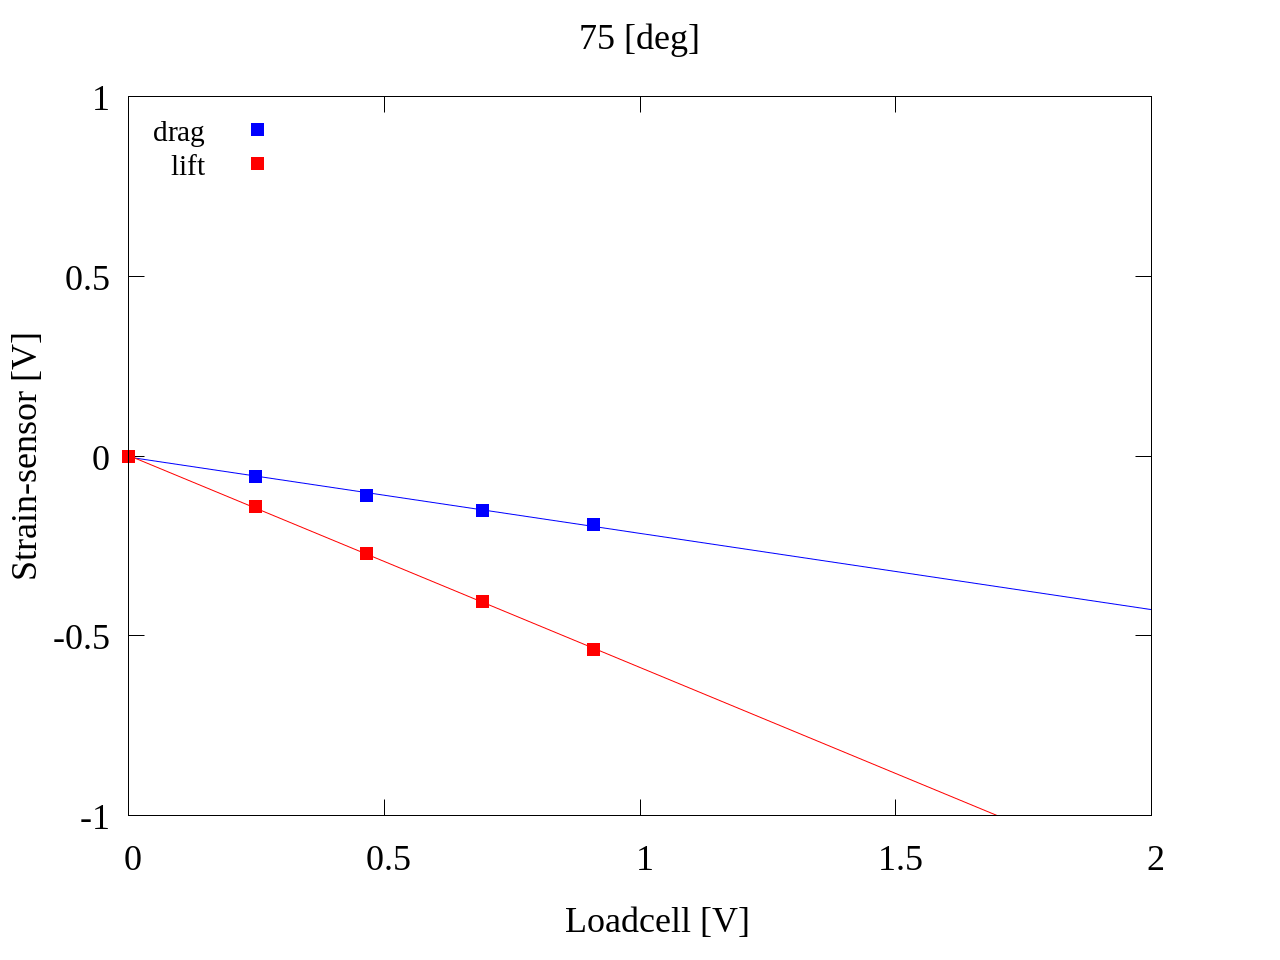 75 [deg]
drag
lift
1
0.5
0
-0.5
-1
Strain-sensor [V]
0 0.5 1 1.5 2
Loadcell [V]